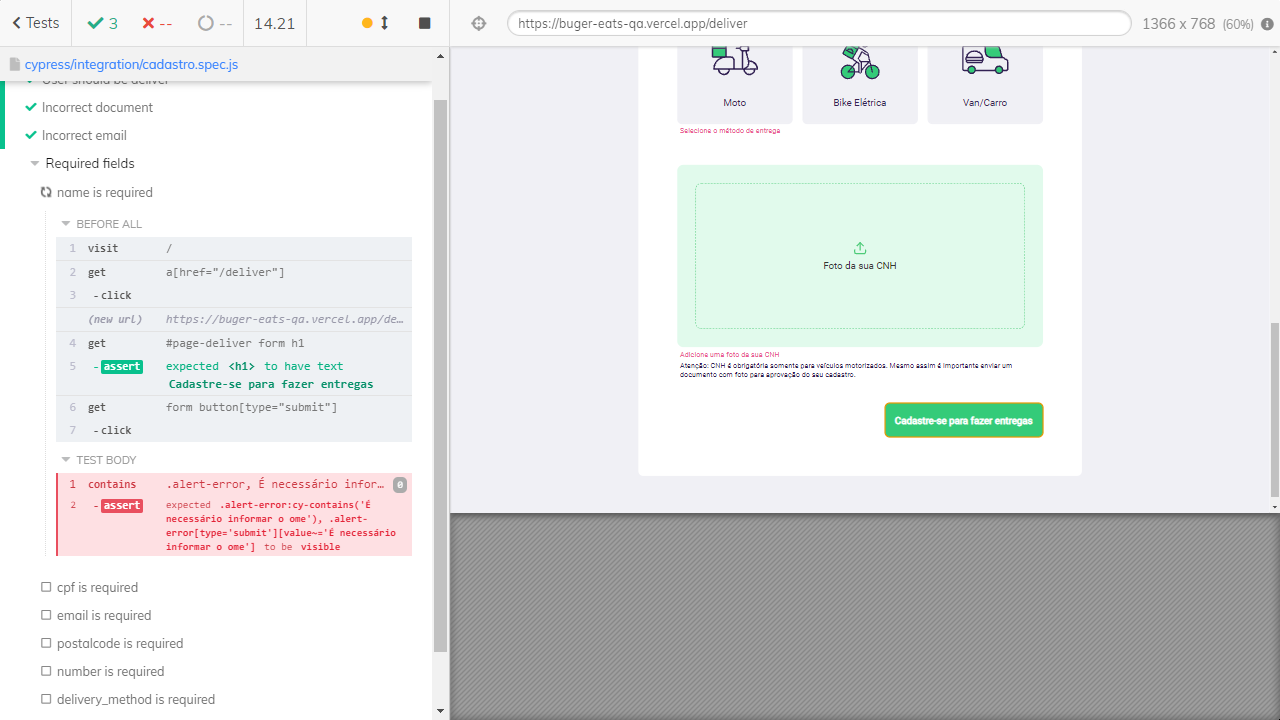 Tests
3
--
--
14.21
https://buger-eats-qa.vercel.app/deliver
1366 x 768 (60%)
cypress/integration/cadastro.spec.js
User should be deliver
Incorrect document
Incorrect email
Required fields
name is required
BEFORE ALL
1 visit /
2 get a[href="/deliver"]
3 -click
(new url) https://buger-eats-qa.vercel.app/de…
4 get #page-deliver form h1
5 -assert expected <h1> to have text
Cadastre-se para fazer entregas
6 get form button[type="submit"]
7 -click
TEST BODY
1 contains .alert-error, É necessário infor… 0
2 -assert expected .alert-error:cy-contains('É
necessário informar o ome'), .alert-
error[type='submit'][value~='É necessário
informar o ome'] to be visible
cpf is required
email is required
postalcode is required
number is required
delivery_method is required
Moto
Bike Elétrica
Van/Carro
Selecione o método de entrega
Foto da sua CNH
Adicione uma foto da sua CNH
Atenção: CNH é obrigatória somente para veículos motorizados. Mesmo assim é importante enviar um
documento com foto para aprovação do seu cadastro.
Cadastre-se para fazer entregas